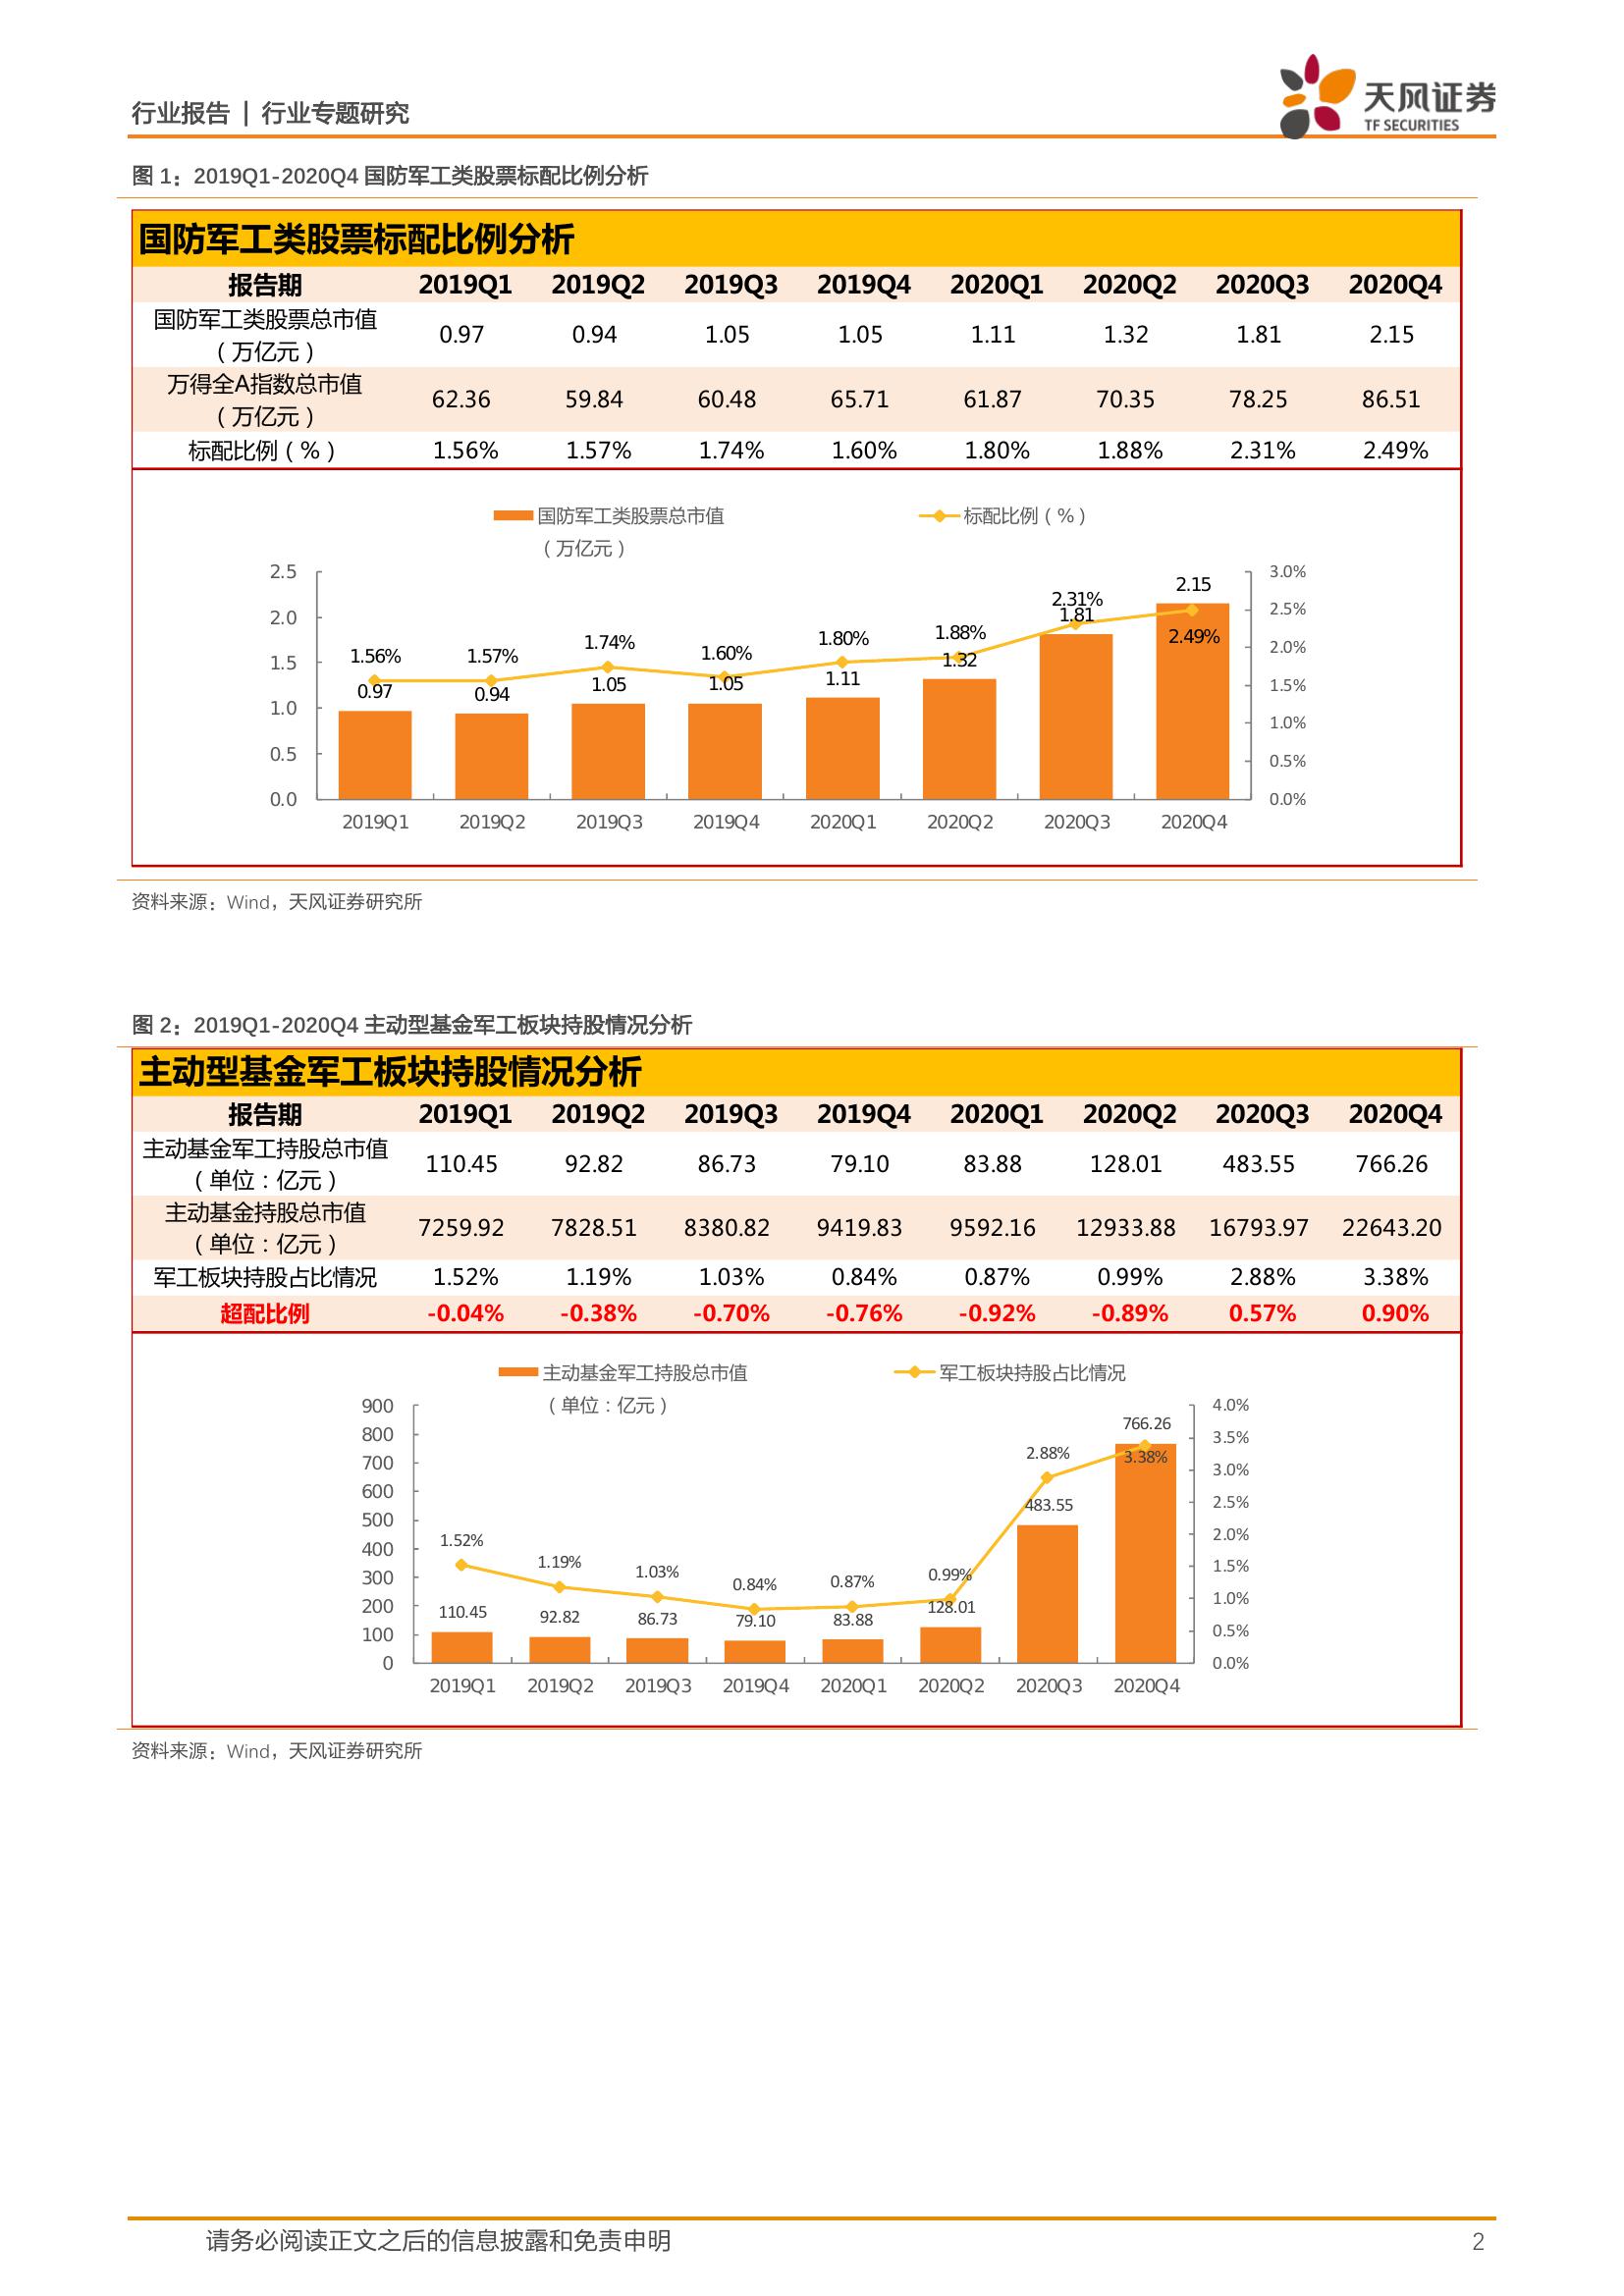 行业报告 | 行业专题研究
天风证券
TF SECURITIES
图 1：2019Q1-2020Q4 国防军工类股票标配比例分析
国防军工类股票标配比例分析
报告期 2019Q1 2019Q2 2019Q3 2019Q4 2020Q1 2020Q2 2020Q3 2020Q4
国防军工类股票总市值
（万亿元） 0.97 0.94 1.05 1.05 1.11 1.32 1.81 2.15
万得全A指数总市值
（万亿元） 62.36 59.84 60.48 65.71 61.87 70.35 78.25 86.51
标配比例（%） 1.56% 1.57% 1.74% 1.60% 1.80% 1.88% 2.31% 2.49%
国防军工类股票总市值 标配比例（%）
（万亿元）
2.5 2.0 1.5 1.0 0.5 0.0
1.56% 1.57% 1.74% 1.60% 1.80% 1.88% 2.31% 2.49%
0.97 0.94 1.05 1.05 1.11 1.32 1.81 2.15
3.0% 2.5% 2.0% 1.5% 1.0% 0.5% 0.0%
2019Q1 2019Q2 2019Q3 2019Q4 2020Q1 2020Q2 2020Q3 2020Q4
资料来源：Wind，天风证券研究所
图 2：2019Q1-2020Q4 主动型基金军工板块持股情况分析
主动型基金军工板块持股情况分析
报告期 2019Q1 2019Q2 2019Q3 2019Q4 2020Q1 2020Q2 2020Q3 2020Q4
主动基金军工持股总市值
（单位：亿元） 110.45 92.82 86.73 79.10 83.88 128.01 483.55 766.26
主动基金持股总市值
（单位：亿元） 7259.92 7828.51 8380.82 9419.83 9592.16 12933.88 16793.97 22643.20
军工板块持股占比情况 1.52% 1.19% 1.03% 0.84% 0.87% 0.99% 2.88% 3.38%
超配比例 -0.04% -0.38% -0.70% -0.76% -0.92% -0.89% 0.57% 0.90%
主动基金军工持股总市值 军工板块持股占比情况
（单位：亿元）
900 800 700 600 500 400 300 200 100 0
1.52% 1.19% 1.03% 0.84% 0.87% 0.99% 2.88% 3.38%
110.45 92.82 86.73 79.10 83.88 128.01 483.55 766.26
4.0% 3.5% 3.0% 2.5% 2.0% 1.5% 1.0% 0.5% 0.0%
2019Q1 2019Q2 2019Q3 2019Q4 2020Q1 2020Q2 2020Q3 2020Q4
资料来源：Wind，天风证券研究所
请务必阅读正文之后的信息披露和免责申明 2